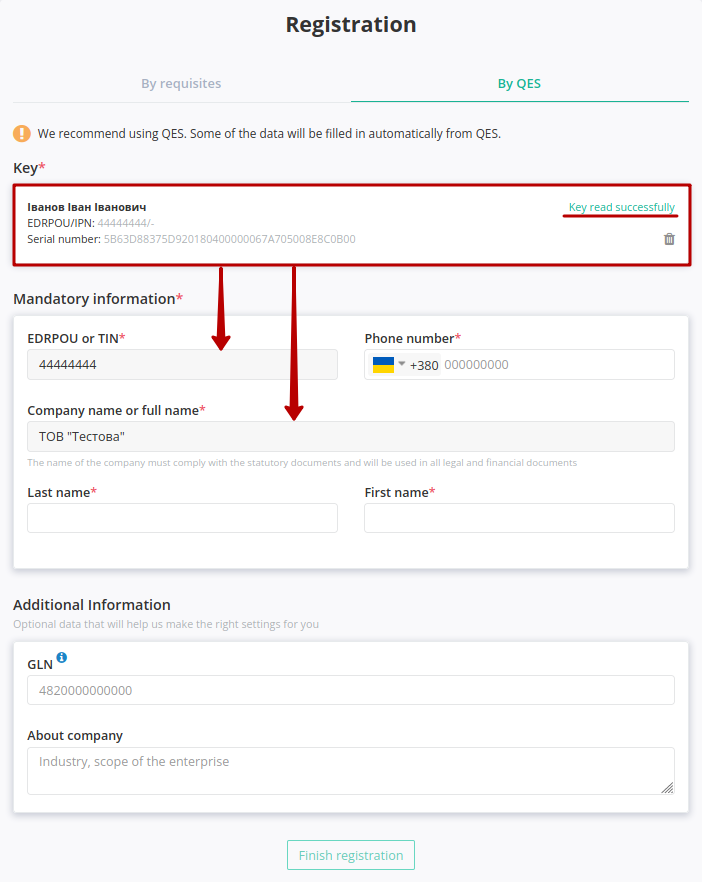 Registration
By requisites
By QES
We recommend using QES. Some of the data will be filled in automatically from QES.
Key*
Іванов Іван Іванович
Key read successfully
EDRPOU/IPN: 44444444/-
Serial number: 5B63D88375D920180400000067A705008E8C0B00
Mandatory information*
EDRPOU or TIN*
Phone number*
44444444
+380 000000000
Company name or full name*
ТОВ "Тестова"
The name of the company must comply with the statutory documents and will be used in all legal and financial documents
Last name*
First name*
Additional Information
Optional data that will help us make the right settings for you
GLN
4820000000000
About company
Industry, scope of the enterprise
Finish registration